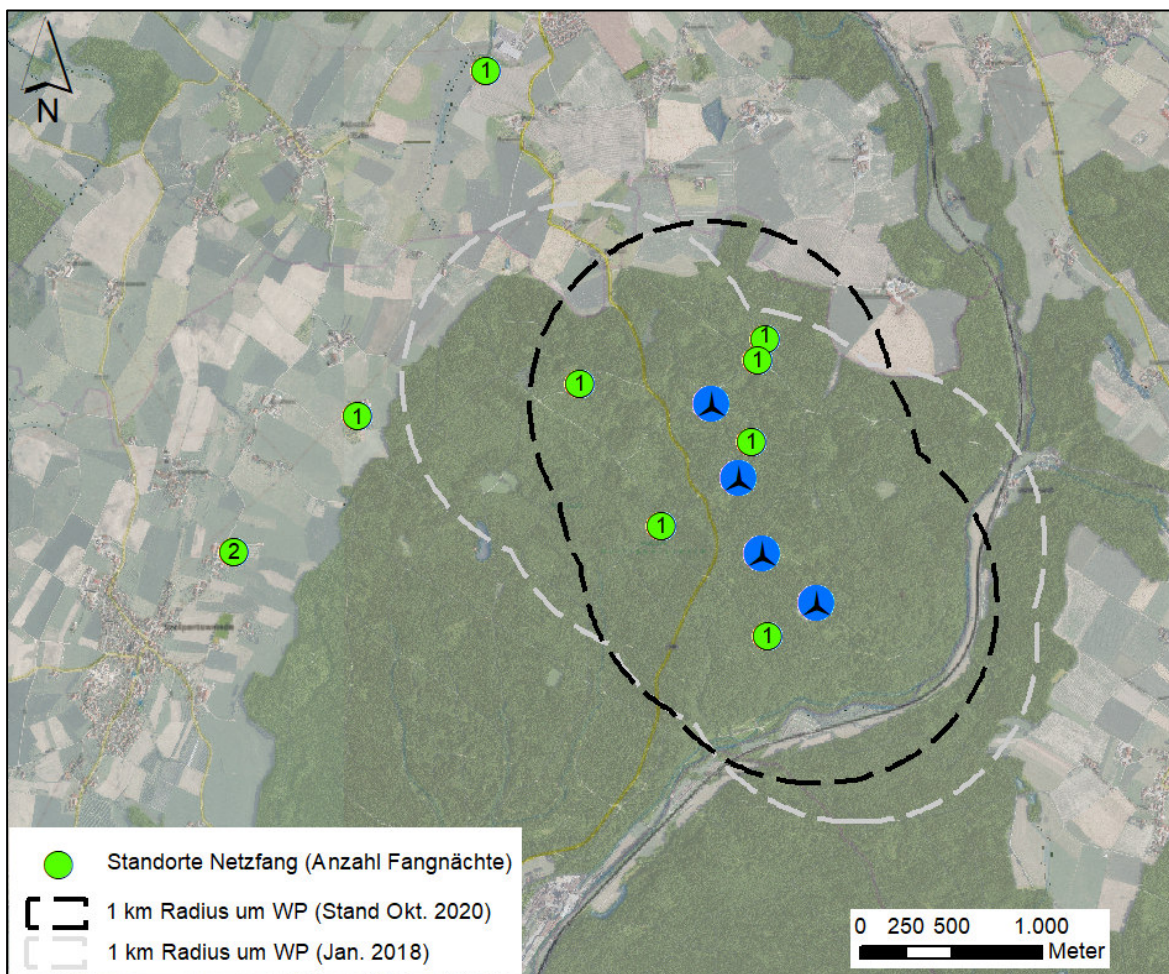 1
N
1
1
1
1
1
2
1
1
Standorte Netzfang (Anzahl Fangnächte)
1 km Radius um WP (Stand Okt. 2020)
1 km Radius um WP (Jan. 2018)
0 250 500 1.000
Meter